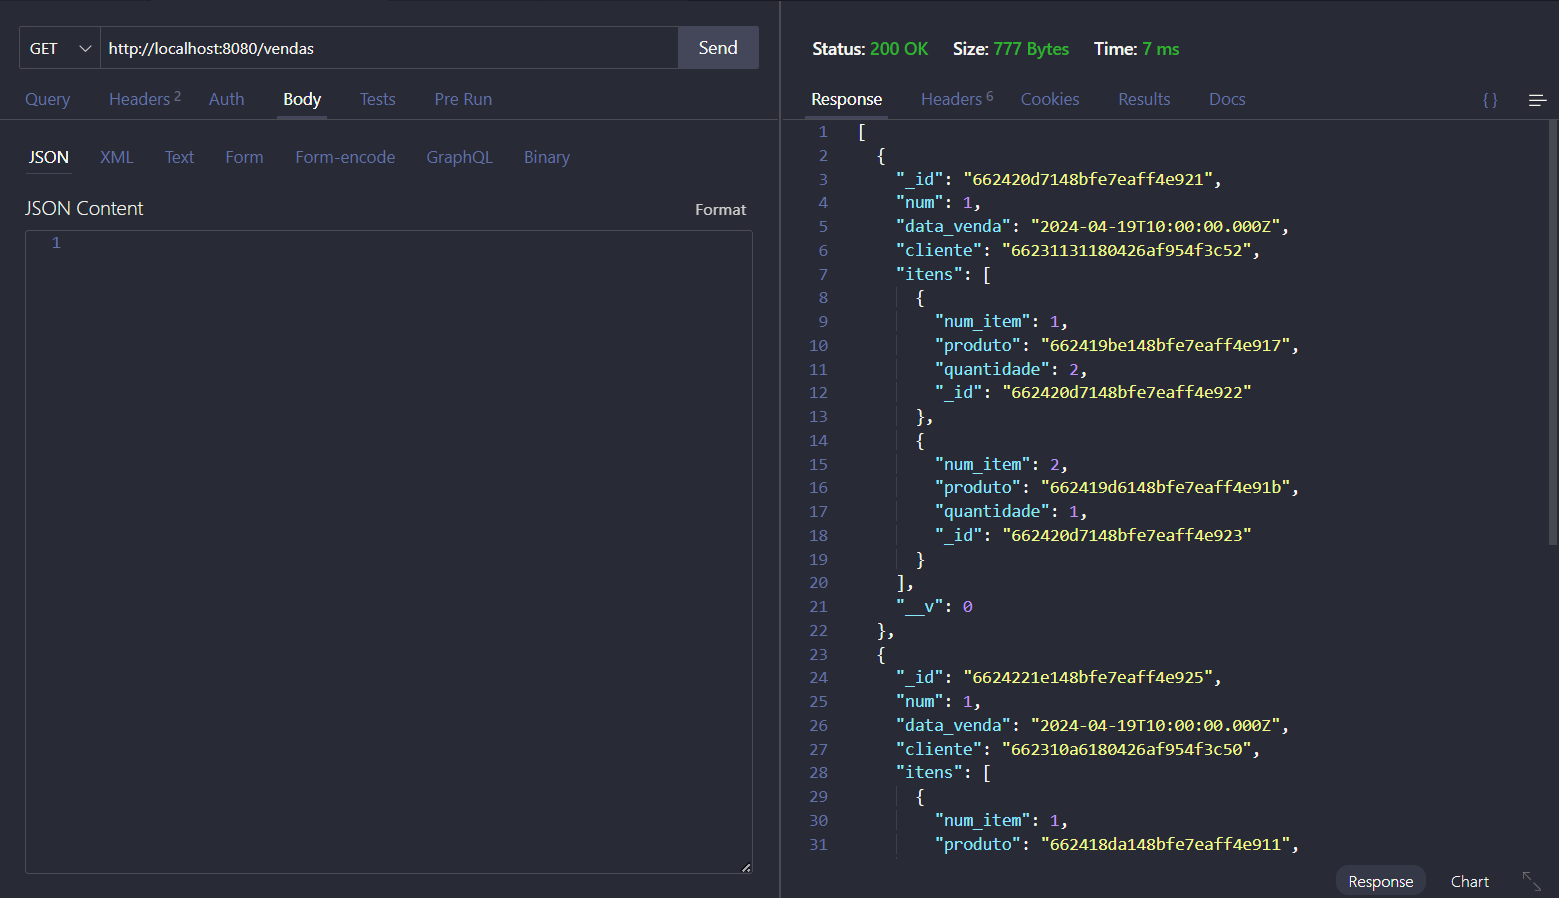 GET http://localhost:8080/vendas Send
Query Headers 2 Auth Body Tests Pre Run
JSON XML Text Form Form-encode GraphQL Binary
JSON Content Format
1
Status: 200 OK Size: 777 Bytes Time: 7 ms
Response Headers 6 Cookies Results Docs { }
1 [
2 {
3 "_id": "662420d7148bfe7eaff4e921",
4 "num": 1,
5 "data_venda": "2024-04-19T10:00:00.000Z",
6 "cliente": "66231131180426af954f3c52",
7 "itens": [
8 {
9 "num_item": 1,
10 "produto": "662419be148bfe7eaff4e917",
11 "quantidade": 2,
12 "_id": "662420d7148bfe7eaff4e922"
13 },
14 {
15 "num_item": 2,
16 "produto": "662419d6148bfe7eaff4e91b",
17 "quantidade": 1,
18 "_id": "662420d7148bfe7eaff4e923"
19 }
20 ],
21 "__v": 0
22 },
23 {
24 "_id": "6624221e148bfe7eaff4e925",
25 "num": 1,
26 "data_venda": "2024-04-19T10:00:00.000Z",
27 "cliente": "662310a6180426af954f3c50",
28 "itens": [
29 {
30 "num_item": 1,
31 "produto": "662418da148bfe7eaff4e911",
Response Chart